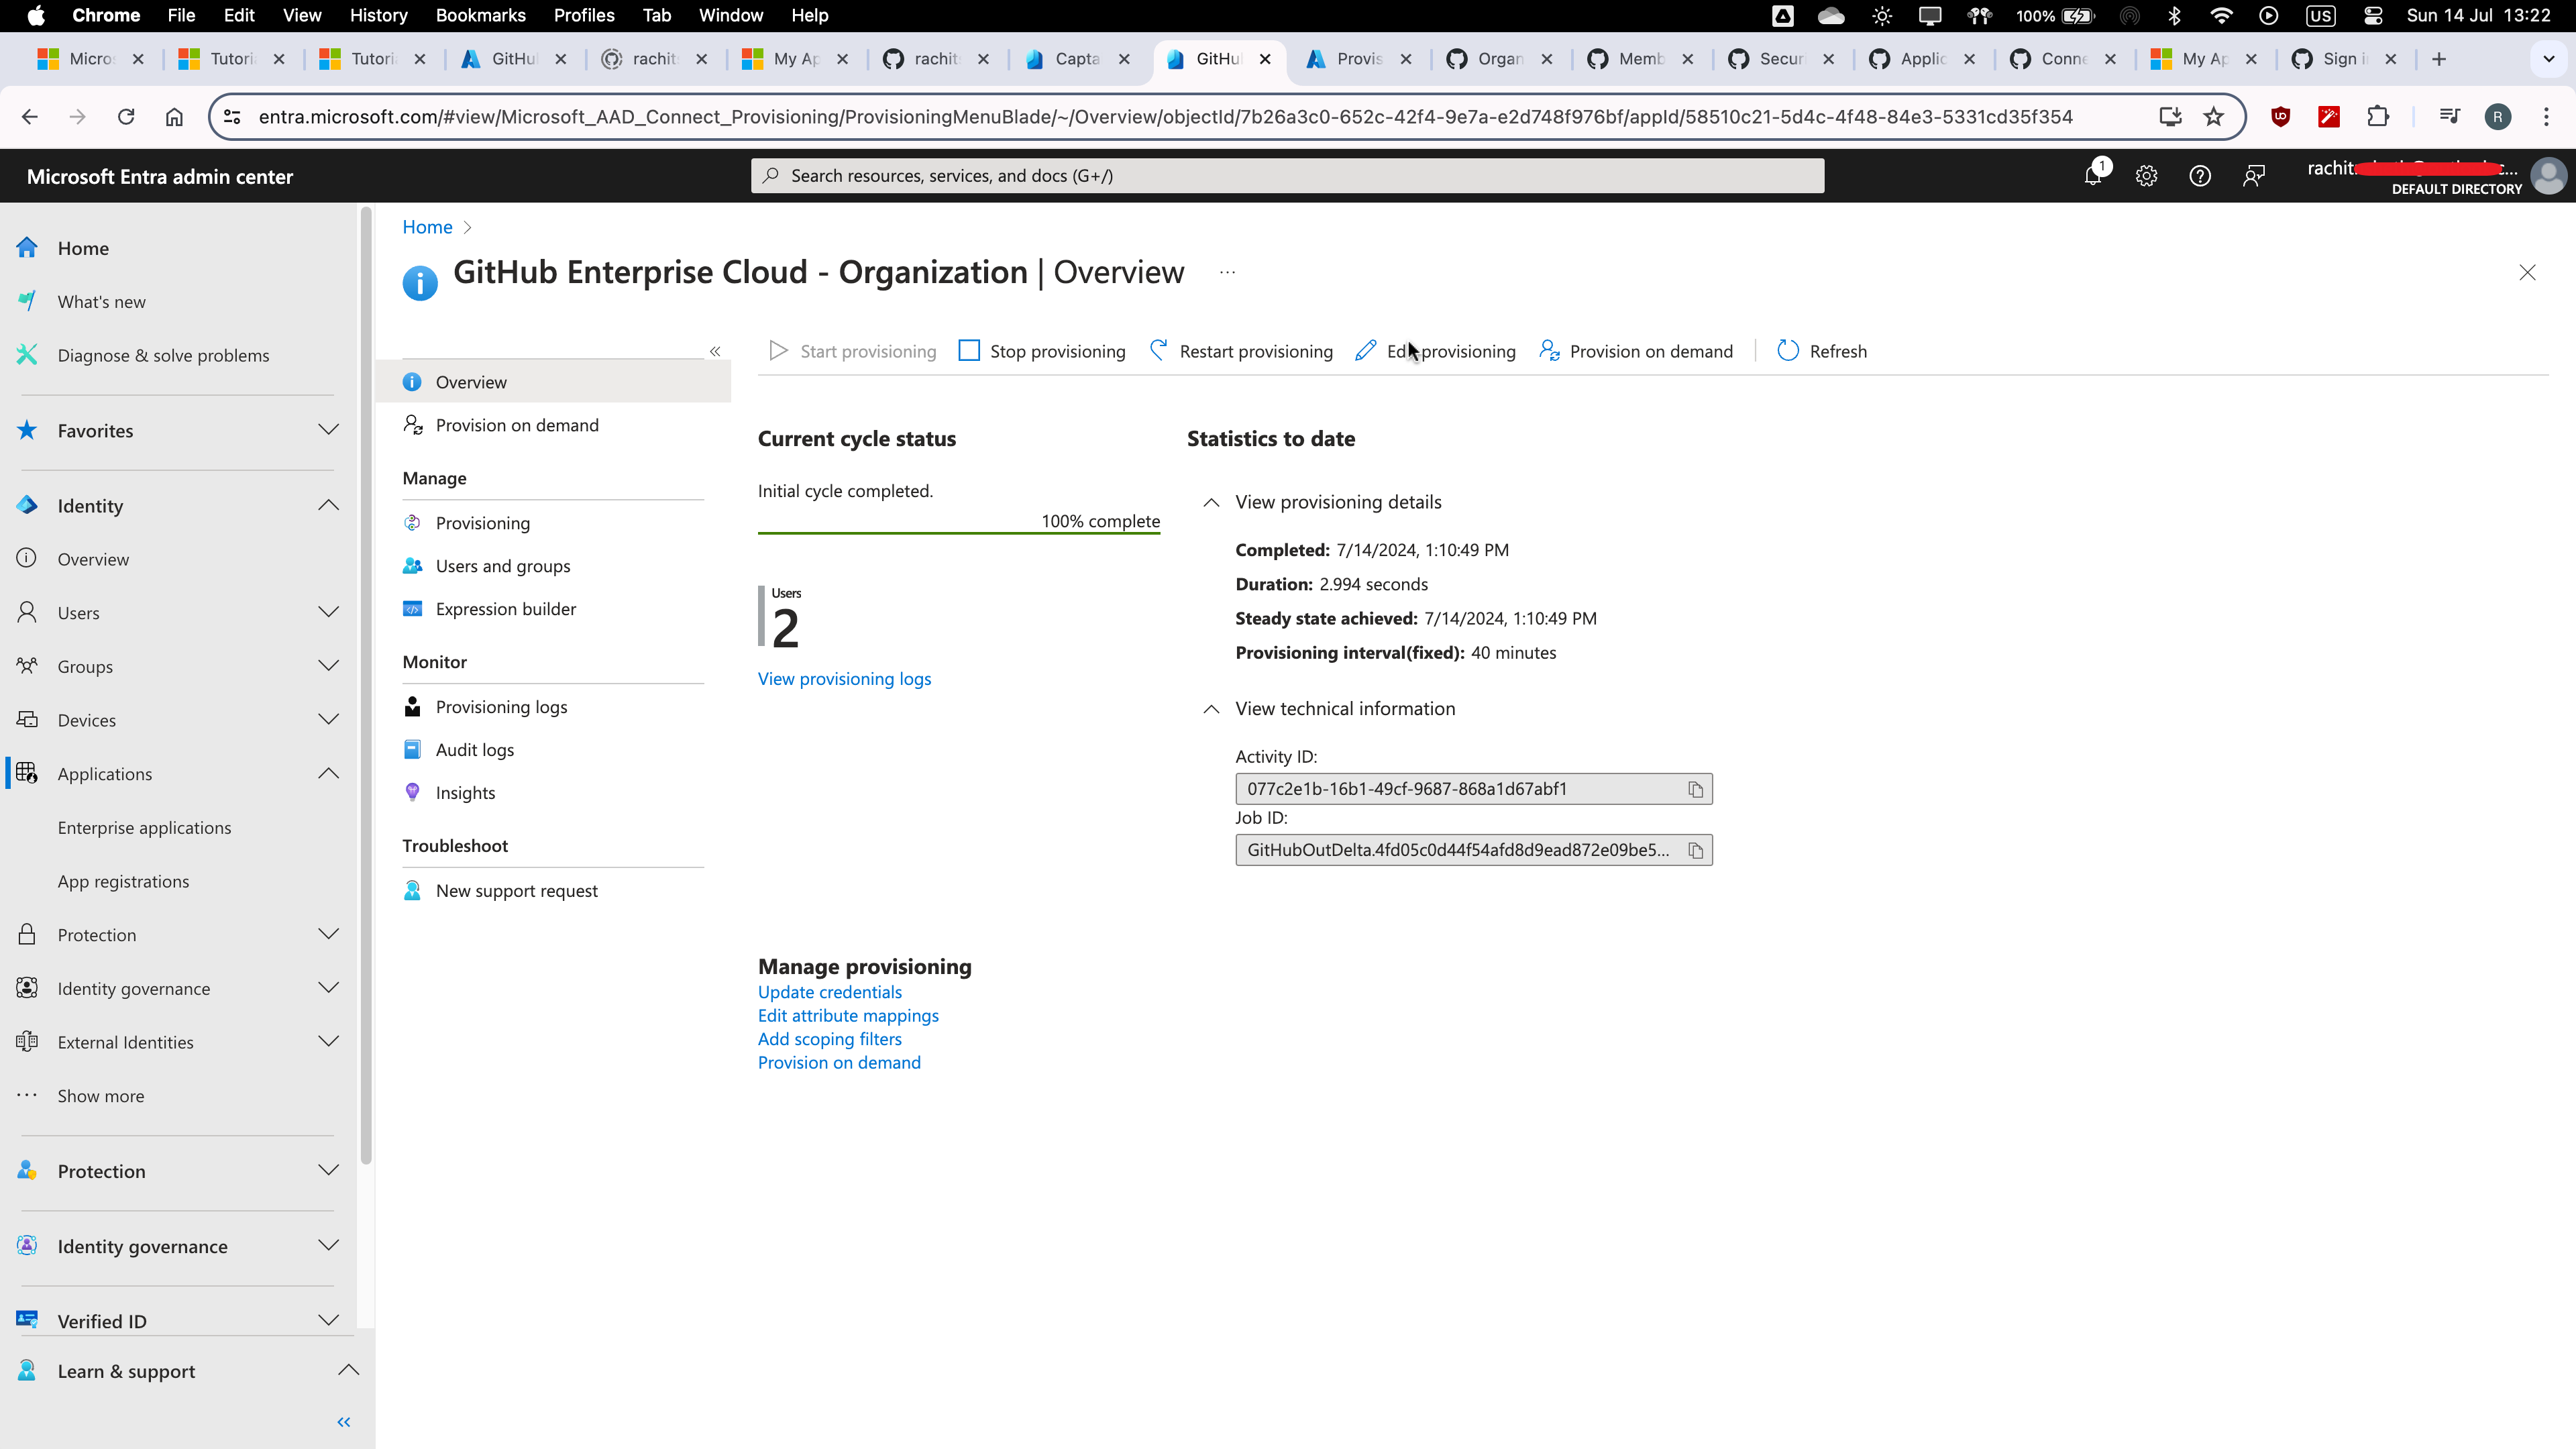 Chrome File Edit View History Bookmarks Profiles Tab Window Help 100% US Sun 14 Jul 13:22
Micros Tutori Tutori GitHu rachit My Ap rachit Capta GitHu Provis Organ Memb Secur Applic Conne My Ap Sign i
entra.microsoft.com/#view/Microsoft_AAD_Connect_Provisioning/ProvisioningMenuBlade/~/Overview/objectId/7b26a3c0-652c-42f4-9e7a-e2d748f976bf/appId/58510c21-5d4c-4f48-84e3-5331cd35f354
R
Microsoft Entra admin center
Search resources, services, and docs (G+/)
1
rachit
DEFAULT DIRECTORY
Home
What's new
Diagnose & solve problems
Favorites
Identity
Overview
Users
Groups
Devices
Applications
Enterprise applications
App registrations
Protection
Identity governance
External Identities
Show more
Protection
Identity governance
Verified ID
Learn & support
Home >
GitHub Enterprise Cloud - Organization | Overview ...
Overview
Provision on demand
Manage
Provisioning
Users and groups
Expression builder
Monitor
Provisioning logs
Audit logs
Insights
Troubleshoot
New support request
Start provisioning Stop provisioning Restart provisioning Edit provisioning Provision on demand Refresh
Current cycle status
Initial cycle completed.
100% complete
Users
2
View provisioning logs
Statistics to date
View provisioning details
Completed: 7/14/2024, 1:10:49 PM
Duration: 2.994 seconds
Steady state achieved: 7/14/2024, 1:10:49 PM
Provisioning interval(fixed): 40 minutes
View technical information
Activity ID:
077c2e1b-16b1-49cf-9687-868a1d67abf1
Job ID:
GitHubOutDelta.4fd05c0d44f54afd8d9ead872e09be5...
Manage provisioning
Update credentials
Edit attribute mappings
Add scoping filters
Provision on demand